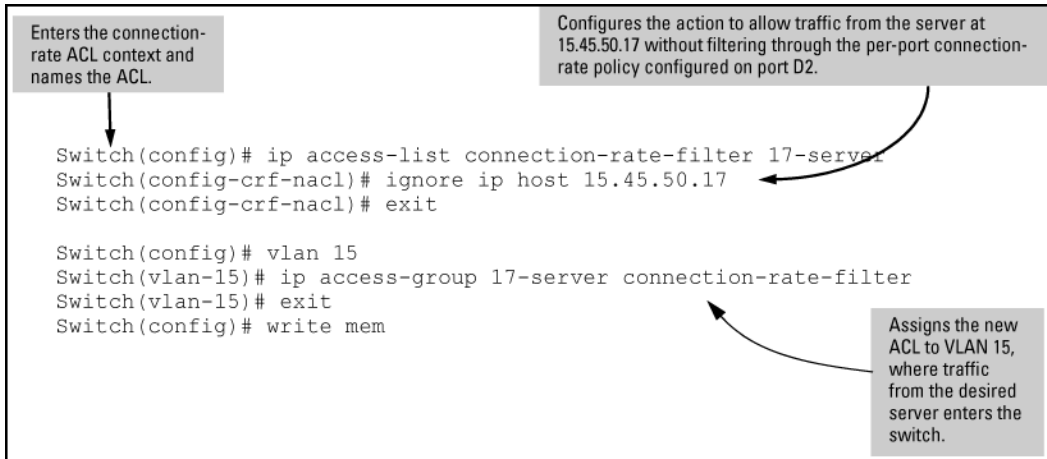 Enters the connection-
rate ACL context and
names the ACL.
Configures the action to allow traffic from the server at
15.45.50.17 without filtering through the per-port connection-
rate policy configured on port D2.
Switch(config)# ip access-list connection-rate-filter 17-server
Switch(config-crf-nacl)# ignore ip host 15.45.50.17
Switch(config-crf-nacl)# exit
Switch(config)# vlan 15
Switch(vlan-15)# ip access-group 17-server connection-rate-filter
Switch(vlan-15)# exit
Switch(config)# write mem
Assigns the new
ACL to VLAN 15,
where traffic
from the desired
server enters the
switch.